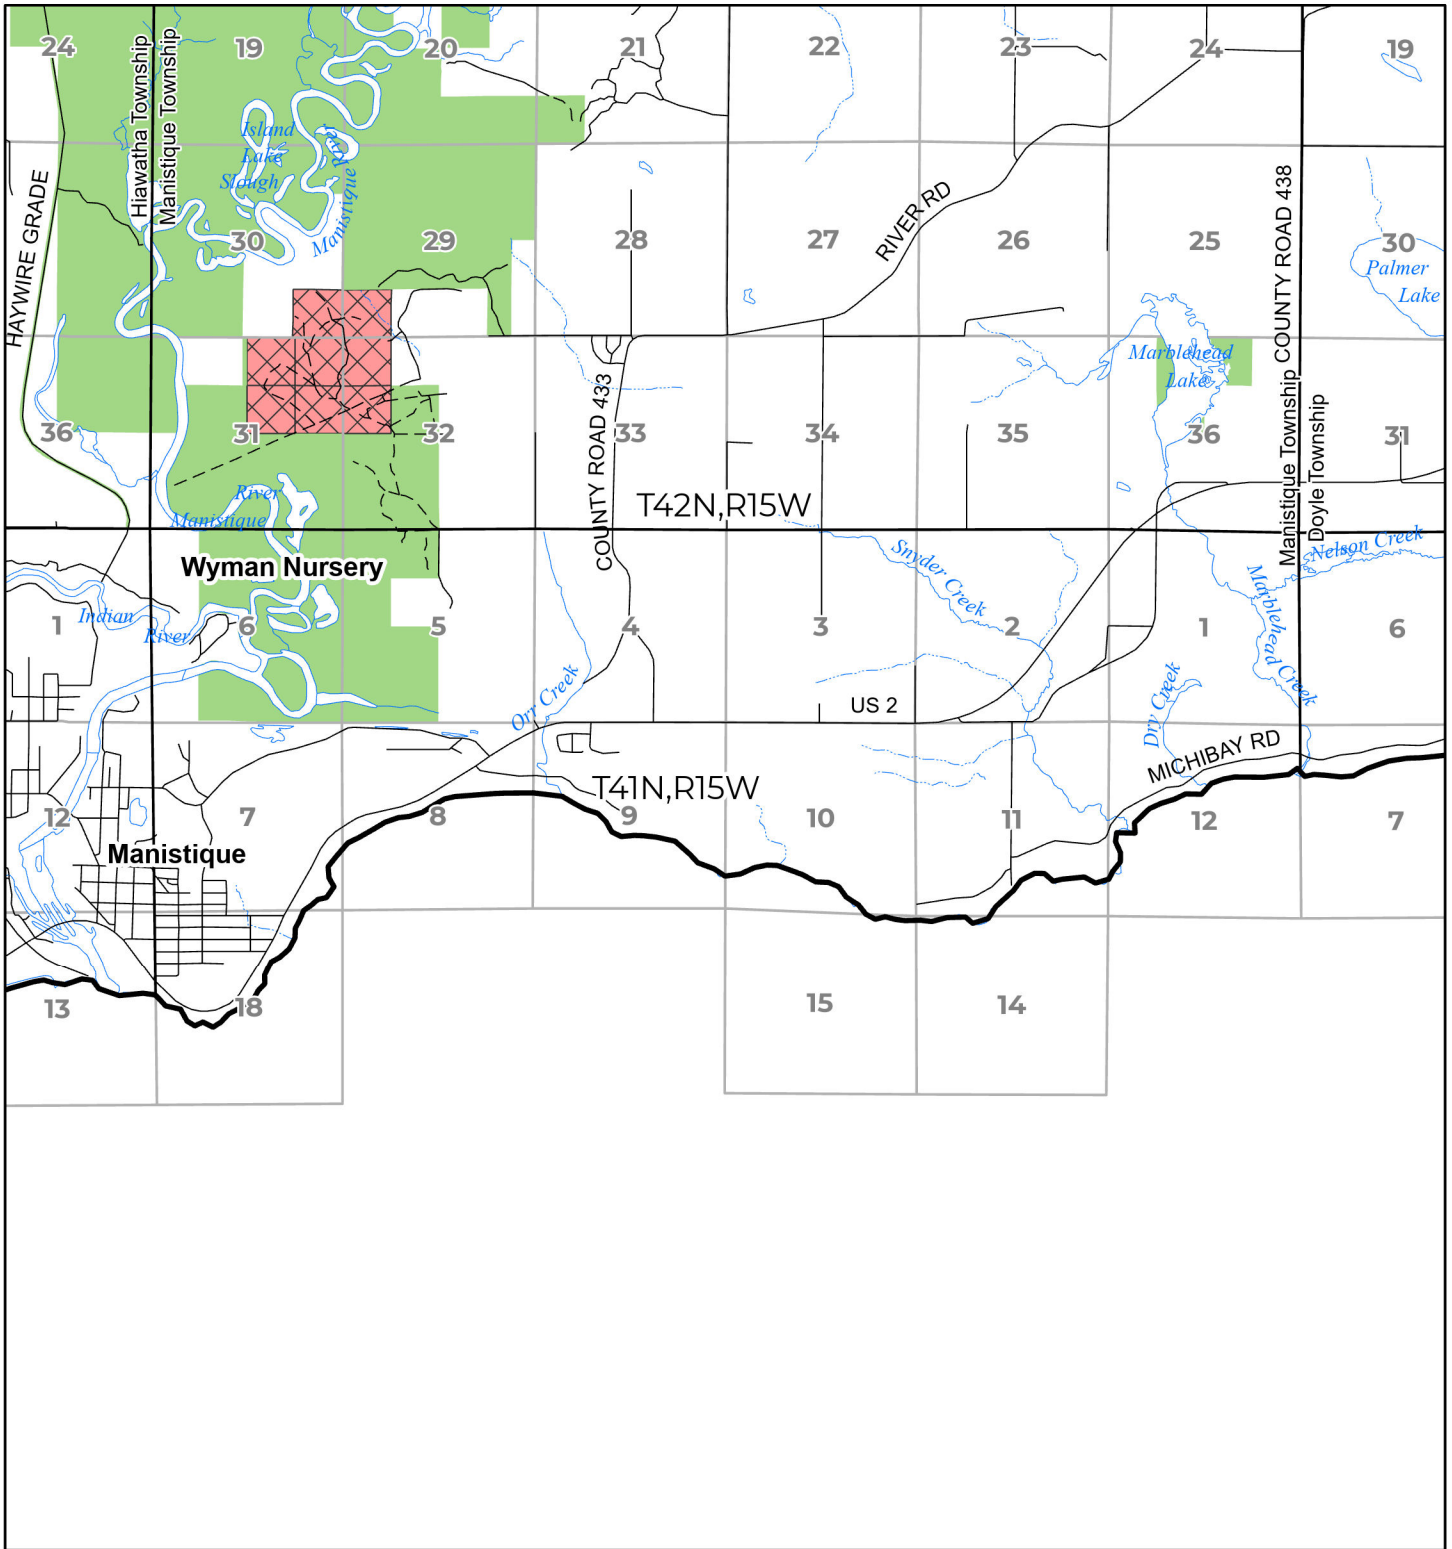 24
19
20
21
22
23
24
19
Hiawatha Township
Manistique Township
Island
Lake
Slough
Manistique River
HAYWIRE GRADE
30
29
28
27
RIVER RD
26
25
COUNTY ROAD 438
30
Palmer
Lake
Marblehead
Lake
36
31
32
COUNTY ROAD 433
33
34
35
36
31
Manistique Township
Doyle Township
River
Manistique
T42N,R15W
Wyman Nursery
Snyder Creek
Nelson Creek
Marblehead Creek
1
Indian
River
6
5
4
3
2
1
6
Orr Creek
US 2
Dry Creek
MICHIBAY RD
T41N,R15W
12
7
8
9
10
11
12
7
Manistique
13
18
15
14